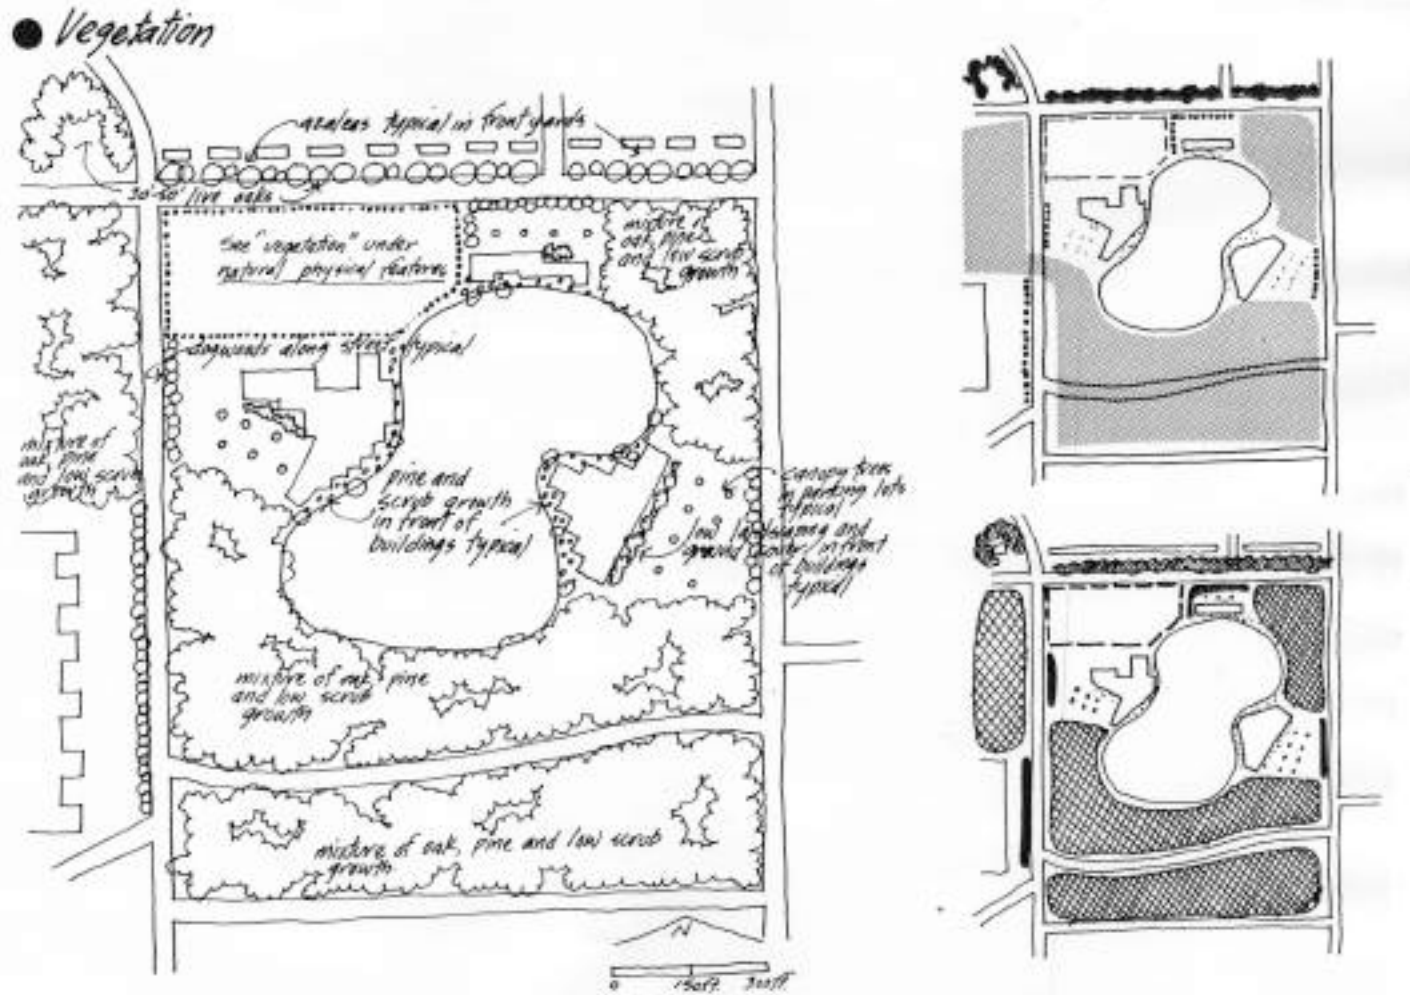 Vegetation
azaleas typical in front yards
30'-50' live oaks
See "vegetation" under
natural physical features
mixture of
oak, pine
and low scrub
growth
dogwoods along street typical
mixture of
oak, pine
and low scrub
growth
pine and
scrub growth
in front of
buildings typical
canopy trees
in parking lots
typical
low landscaping and
ground cover in front
of buildings
typical
mixture of oak, pine
and low scrub
growth
mixture of oak, pine and low scrub
growth
N
0 150ft. 300ft.